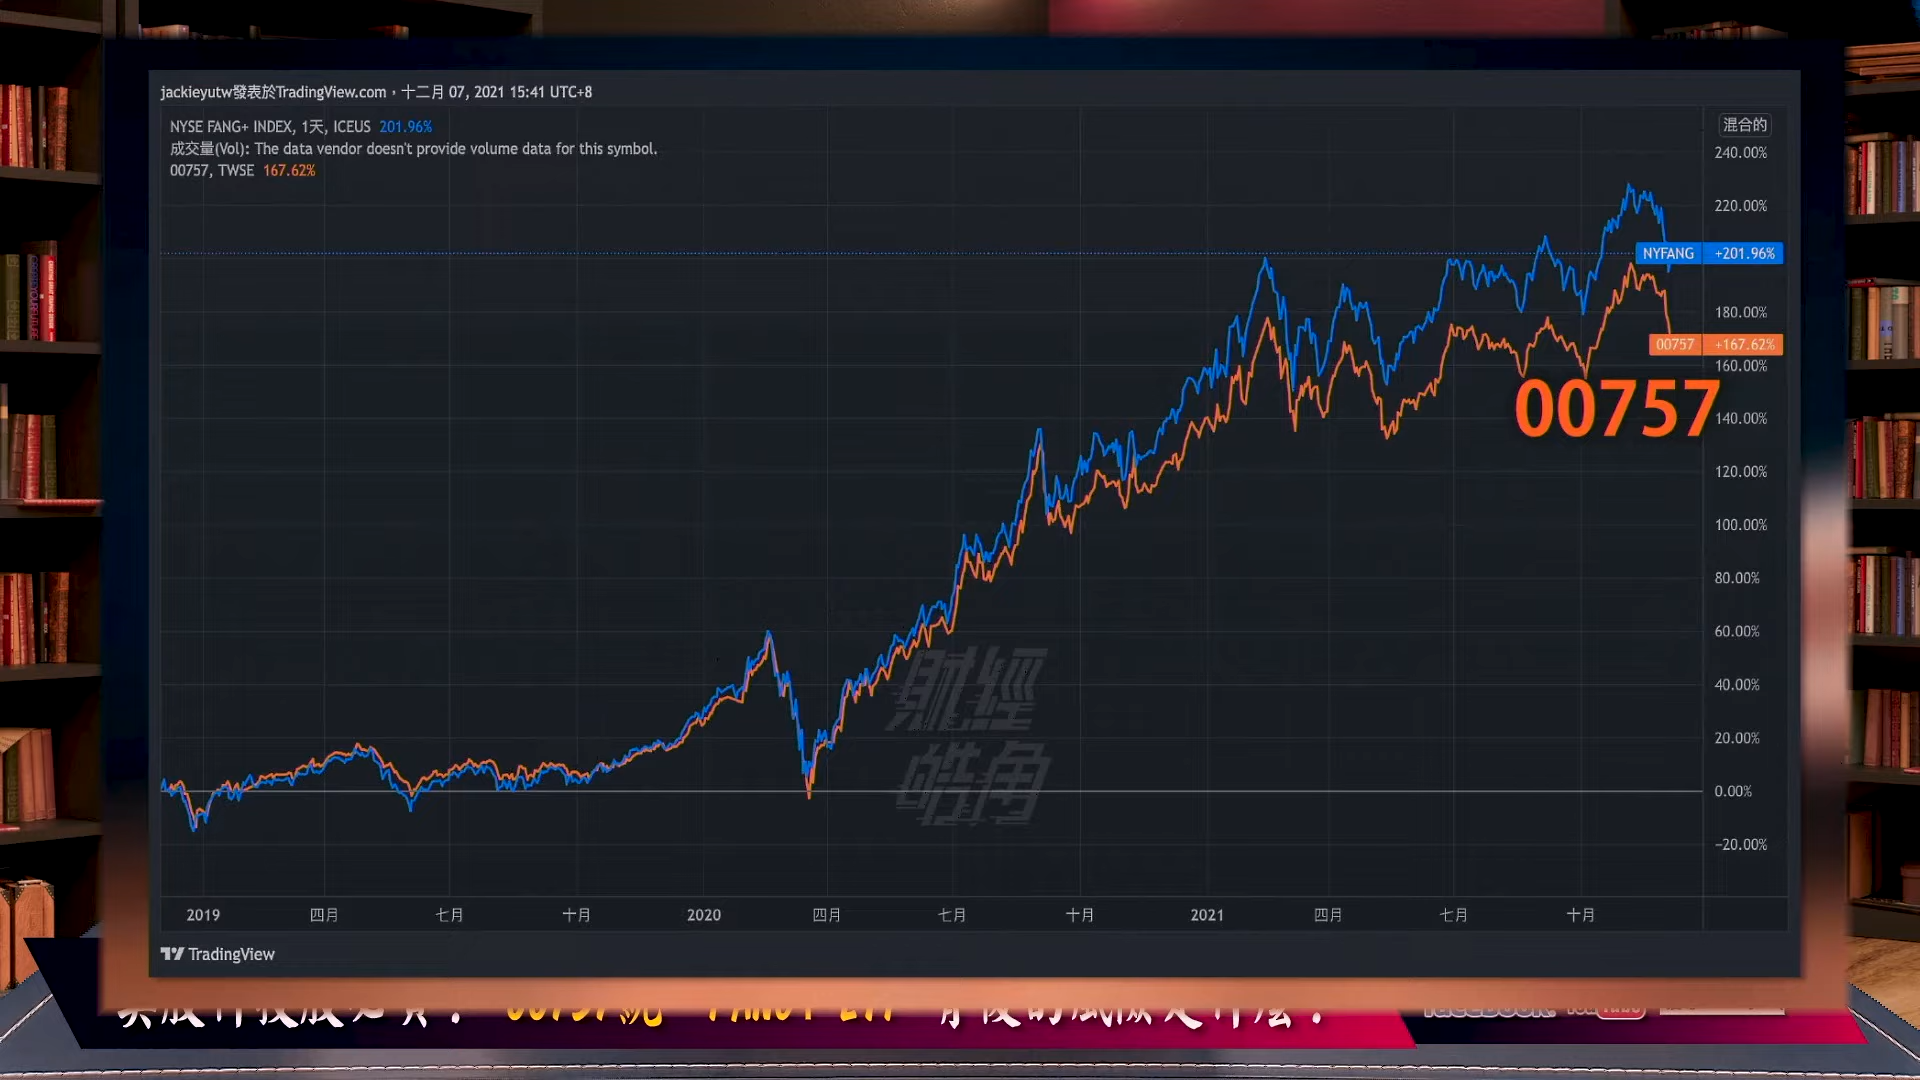 jackieyutw發表於TradingView.com，十二月 07, 2021 15:41 UTC+8
NYSE FANG+ INDEX, 1天, ICEUS 201.96%
成交量(Vol): The data vendor doesn't provide volume data for this symbol.
00757, TWSE 167.62%
混合的
240.00%
220.00%
NYFANG +201.96%
180.00%
00757 +167.62%
160.00%
00757
140.00%
120.00%
100.00%
80.00%
60.00%
40.00%
20.00%
0.00%
−20.00%
財經
皓角
2019 四月 七月 十月 2020 四月 七月 十月 2021 四月 七月 十月
TradingView